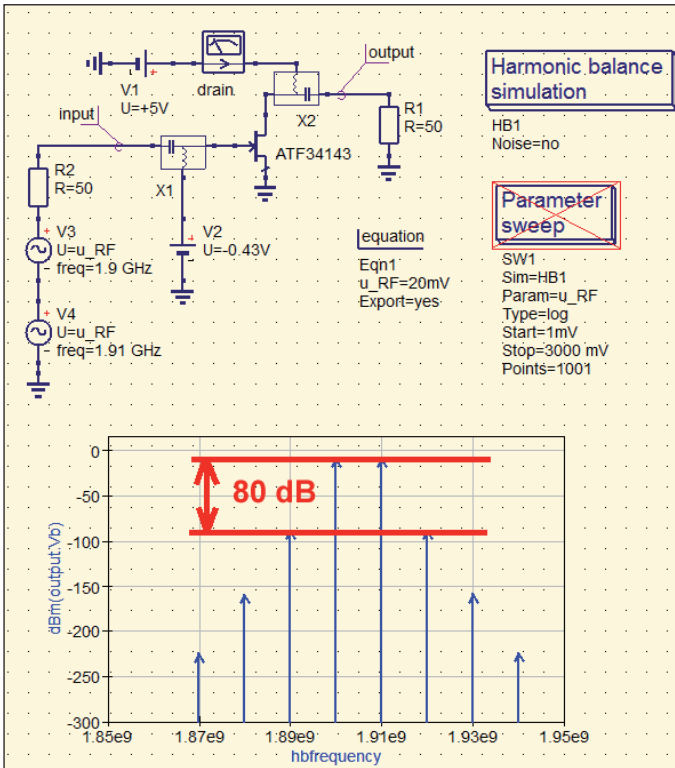 V1
U=+5V
drain
output
input
X2
R1
R=50
ATF34143
R2
R=50
X1
V3
U=u_RF
freq=1.9 GHz
V2
U=-0.43V
V4
U=u_RF
freq=1.91 GHz
equation
Eqn1
u_RF=20mV
Export=yes
Harmonic balance
simulation
HB1
Noise=no
Parameter
sweep
SW1
Sim=HB1
Param=u_RF
Type=log
Start=1mV
Stop=3000 mV
Points=1001
dBm(output.Vb)
0
-50
-100
-150
-200
-250
-300
80 dB
1.85e9
1.87e9
1.89e9
1.91e9
1.93e9
1.95e9
hbfrequency